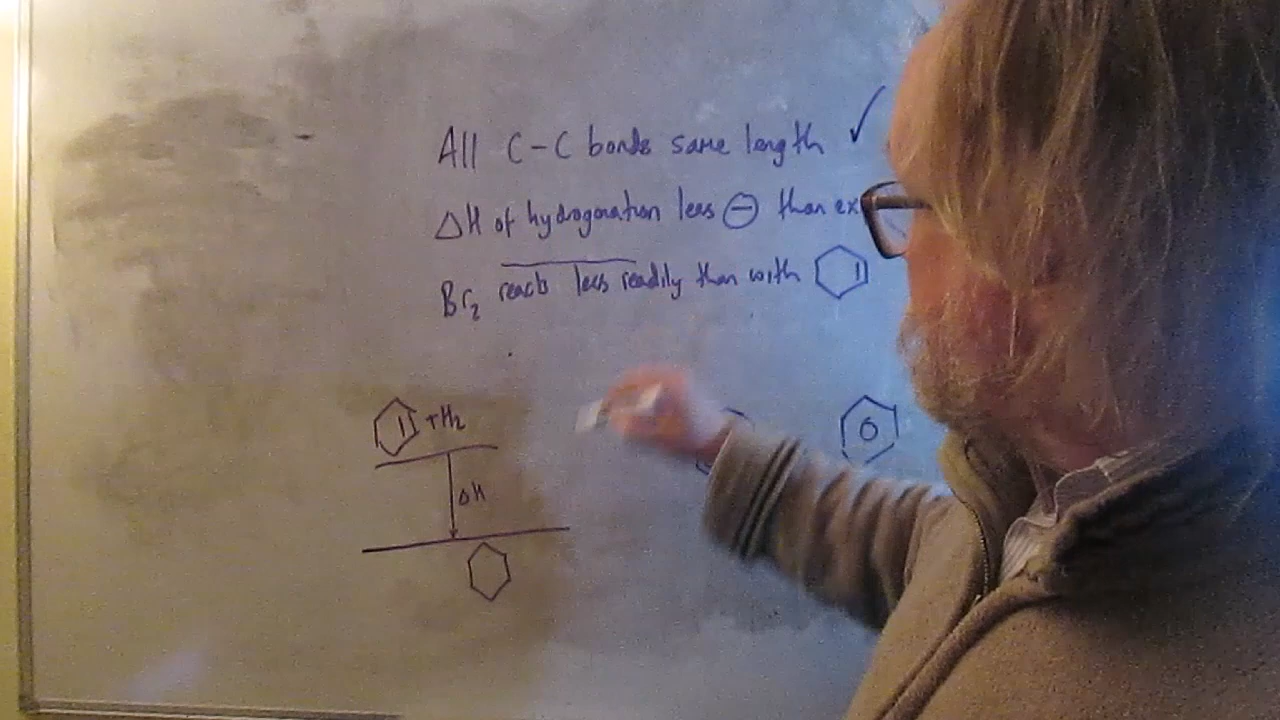 All C-C bonds same length ✓
ΔH of hydrogenation less ⊖ than ex
Br₂ reacts less readily than with
+H₂
ΔH